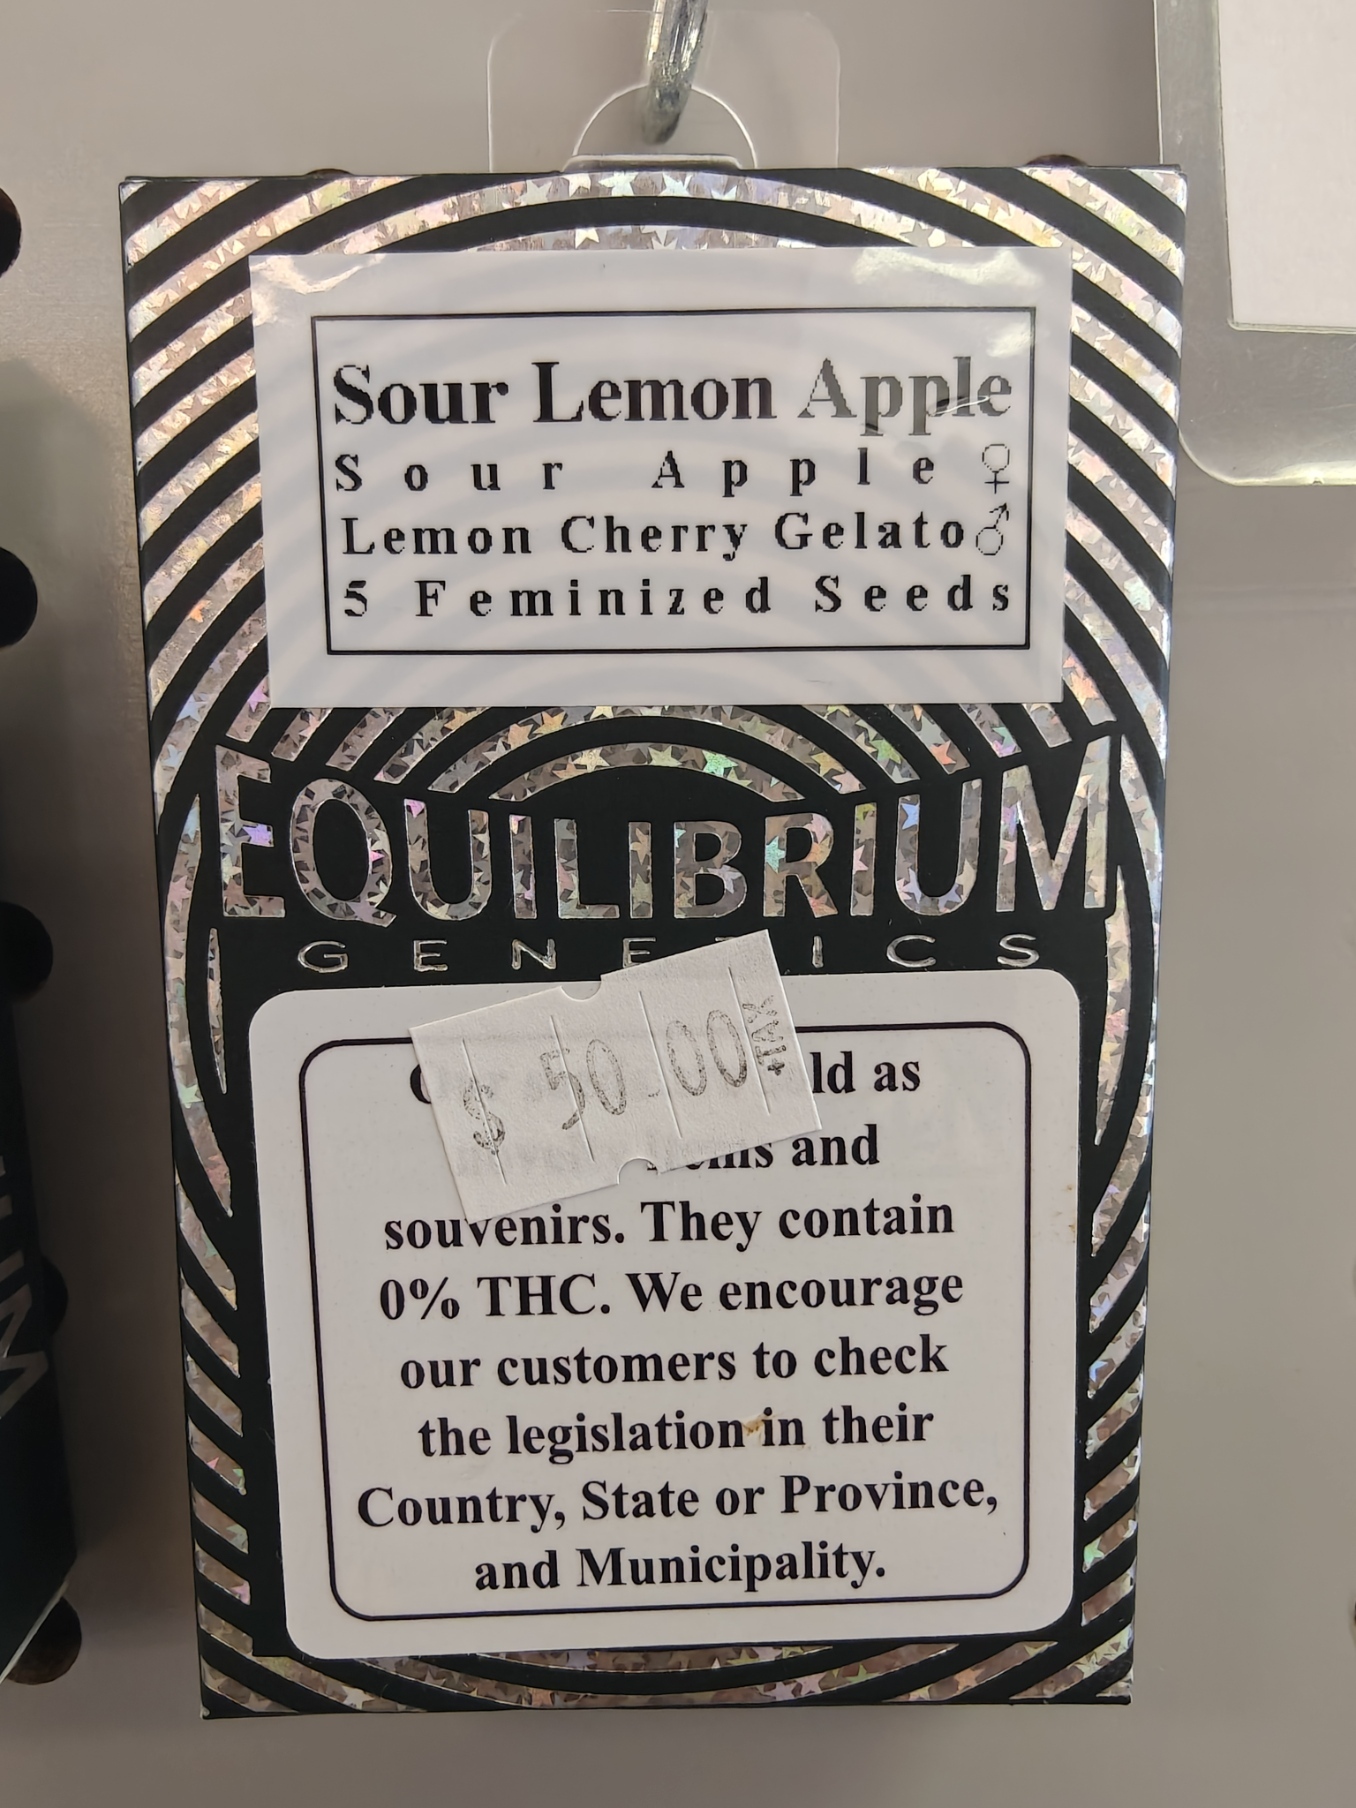 Sour Lemon Apple
Sour Apple ♀
Lemon Cherry Gelato♂
5 Feminized Seeds
EQUILIBRIUM
GENETICS
$ 50.00 +TAX
as
and
souvenirs. They contain
0% THC. We encourage
our customers to check
the legislation in their
Country, State or Province,
and Municipality.